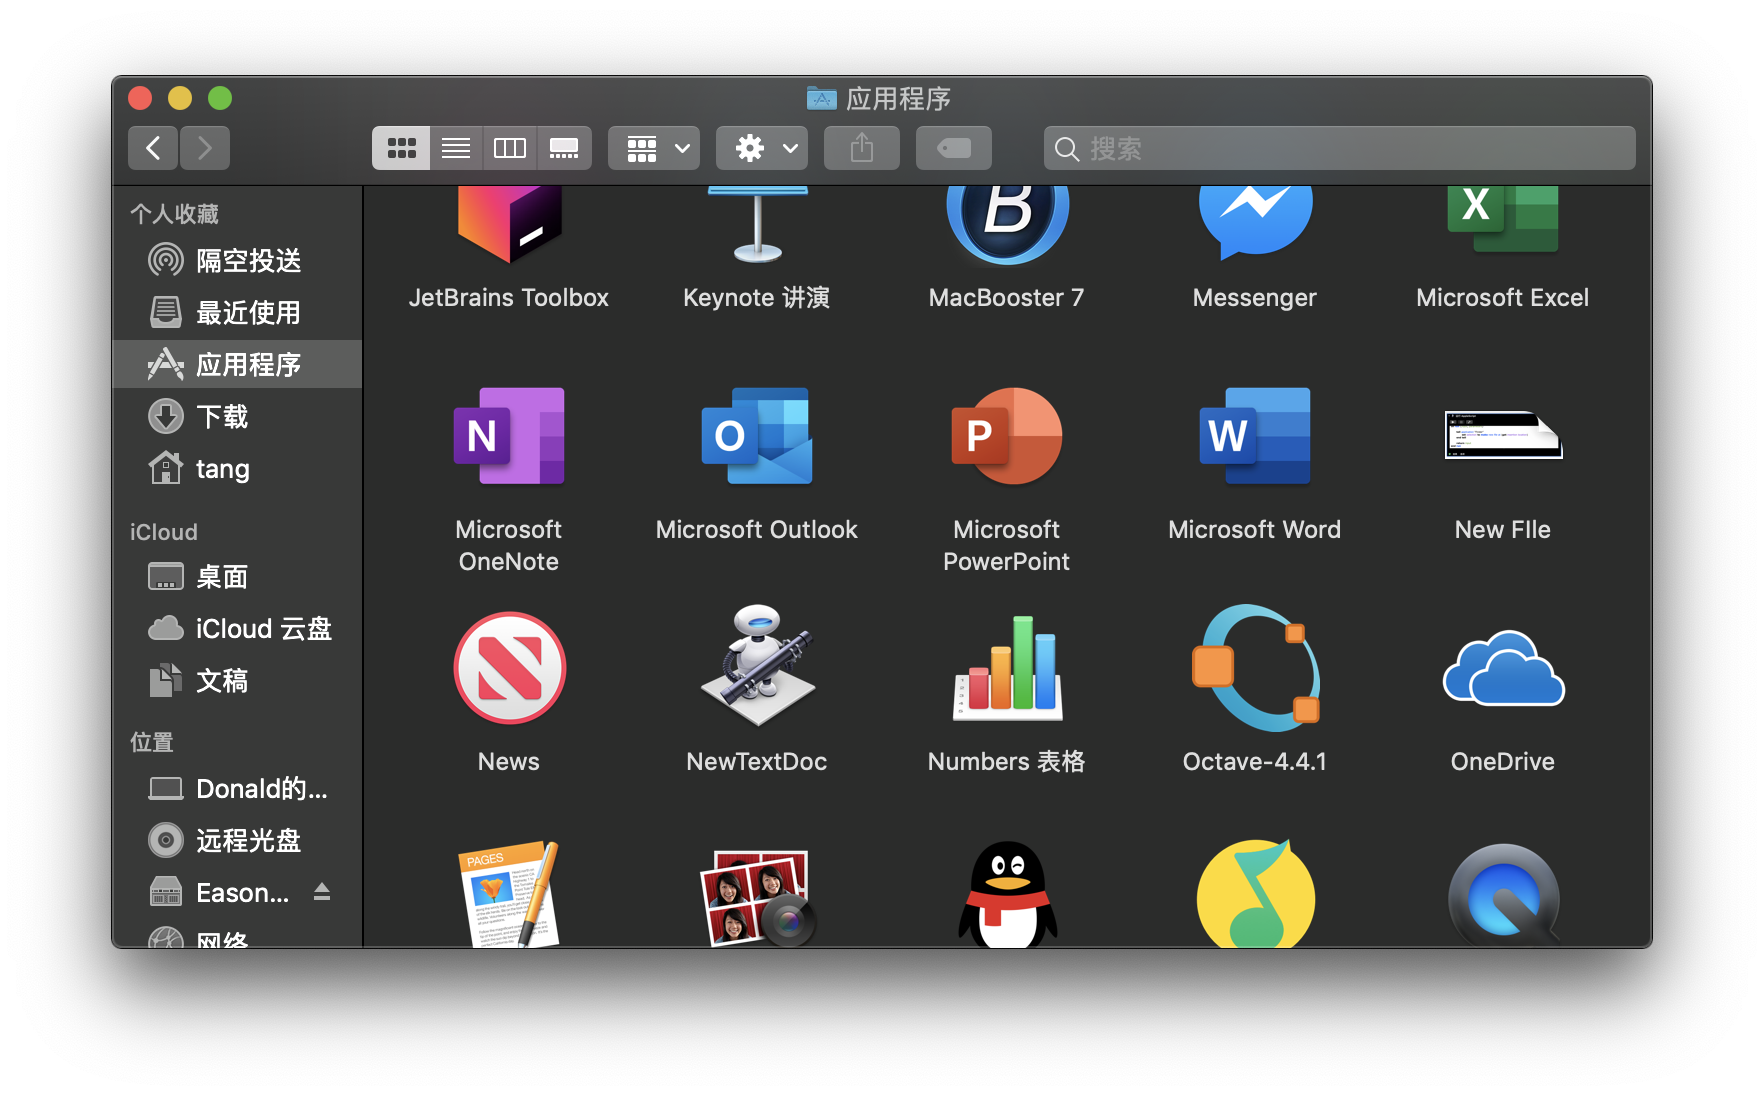 应用程序
搜索
个人收藏
隔空投送
最近使用
应用程序
下载
tang
iCloud
桌面
iCloud 云盘
文稿
位置
Donald的...
远程光盘
Eason...
网络
JetBrains Toolbox
Keynote 讲演
MacBooster 7
Messenger
Microsoft Excel
Microsoft
OneNote
Microsoft Outlook
Microsoft
PowerPoint
Microsoft Word
New FIle
News
NewTextDoc
Numbers 表格
Octave-4.4.1
OneDrive
PAGES